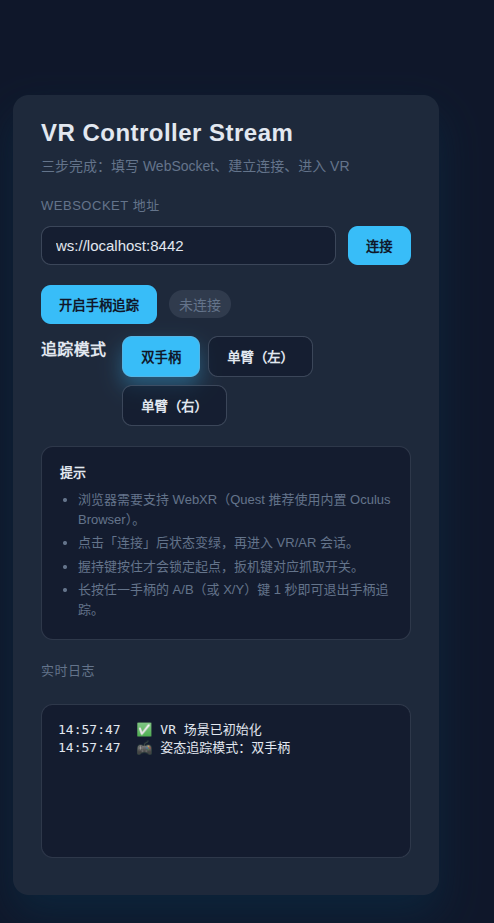 VR Controller Stream
三步完成：填写 WebSocket、建立连接、进入 VR
WEBSOCKET 地址
ws://localhost:8442 连接
开启手柄追踪 未连接
追踪模式 双手柄 单臂（左）
单臂（右）
提示
• 浏览器需要支持 WebXR（Quest 推荐使用内置 Oculus
Browser）。
• 点击「连接」后状态变绿，再进入 VR/AR 会话。
• 握持键按住才会锁定起点，扳机键对应抓取开关。
• 长按任一手柄的 A/B（或 X/Y）键 1 秒即可退出手柄追
踪。
实时日志
14:57:47 ✅ VR 场景已初始化
14:57:47 🎮 姿态追踪模式：双手柄